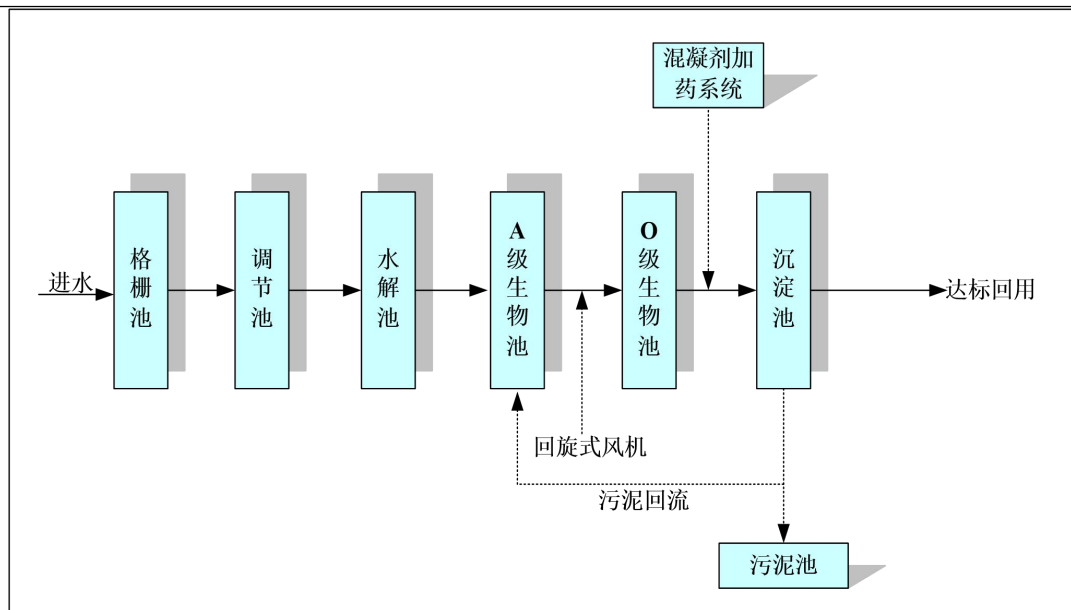 混凝剂加
药系统
进水
格栅池
调节池
水解池
A级生物池
O级生物池
沉淀池
达标回用
回旋式风机
污泥回流
污泥池